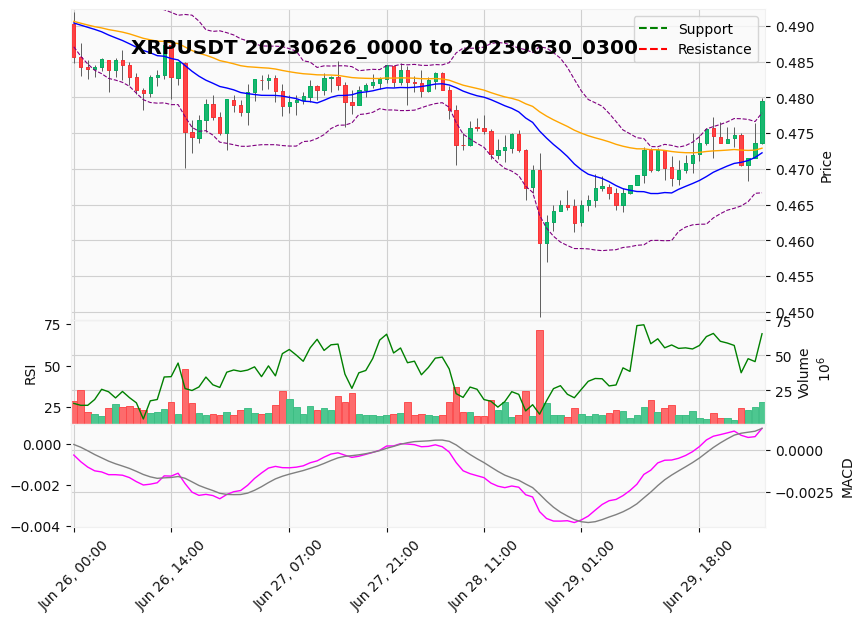 XRPUSDT 20230626_0000 to 20230630_0300
Support
Resistance
0.490
0.485
0.480
0.475
0.470
0.465
0.460
0.455
0.450
Price
75
50
25
RSI
75
50
25
Volume
10^6
0.000
−0.002
−0.004
0.0000
−0.0025
MACD
Jun 26, 00:00
Jun 26, 14:00
Jun 27, 07:00
Jun 27, 21:00
Jun 28, 11:00
Jun 29, 01:00
Jun 29, 18:00